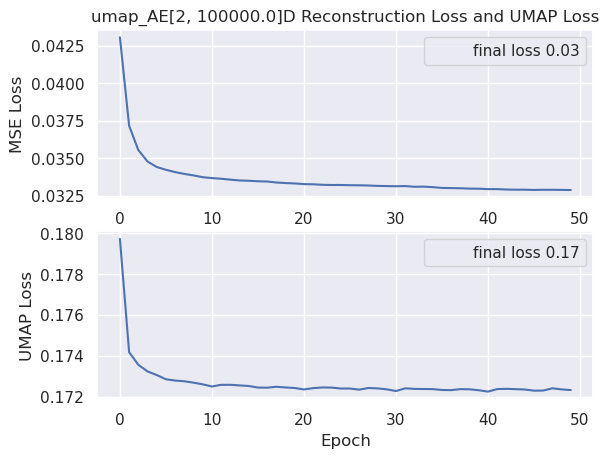 umap_AE[2, 100000.0]D Reconstruction Loss and UMAP Loss
0.0425
0.0400
0.0375
0.0350
0.0325
MSE Loss
final loss 0.03
0 10 20 30 40 50
0.180
0.178
0.176
0.174
0.172
UMAP Loss
final loss 0.17
0 10 20 30 40 50
Epoch